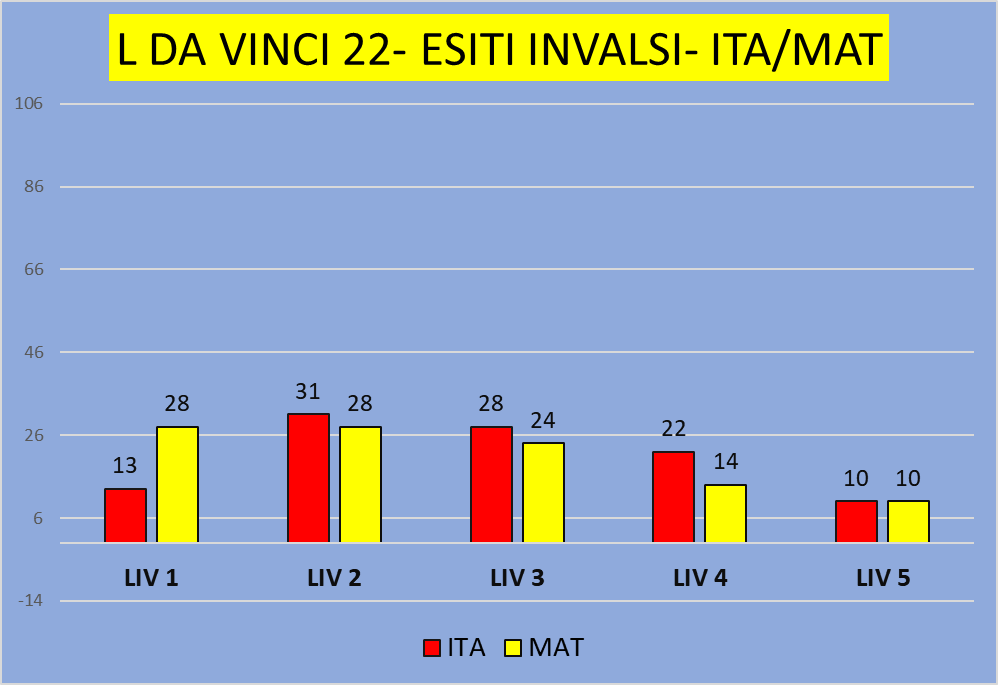 L DA VINCI 22- ESITI INVALSI- ITA/MAT
106
86
66
46
26
6
-14
13
28
31
28
28
24
22
14
10
10
LIV 1
LIV 2
LIV 3
LIV 4
LIV 5
ITA
MAT